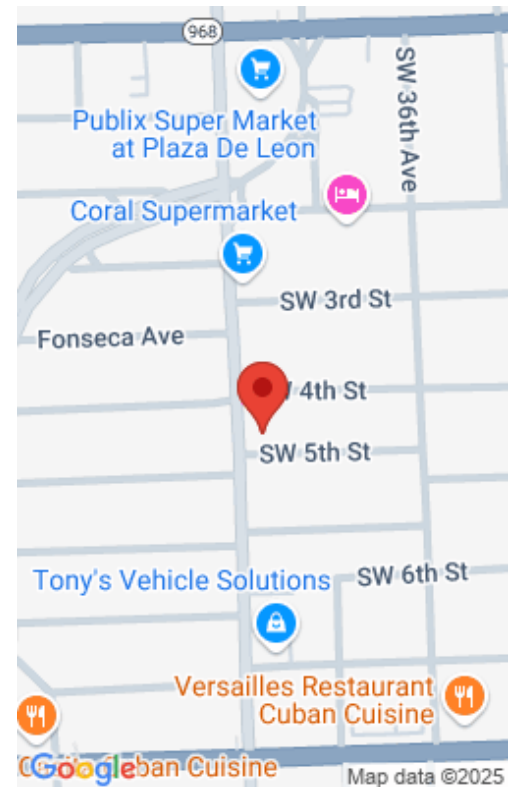 968
SW 36th Ave
Publix Super Market
at Plaza De Leon
Coral Supermarket
SW 3rd St
Fonseca Ave
4th St
SW 5th St
SW 6th St
Tony's Vehicle Solutions
Versailles Restaurant
Cuban Cuisine
Google
Cuisine
Map data ©2025